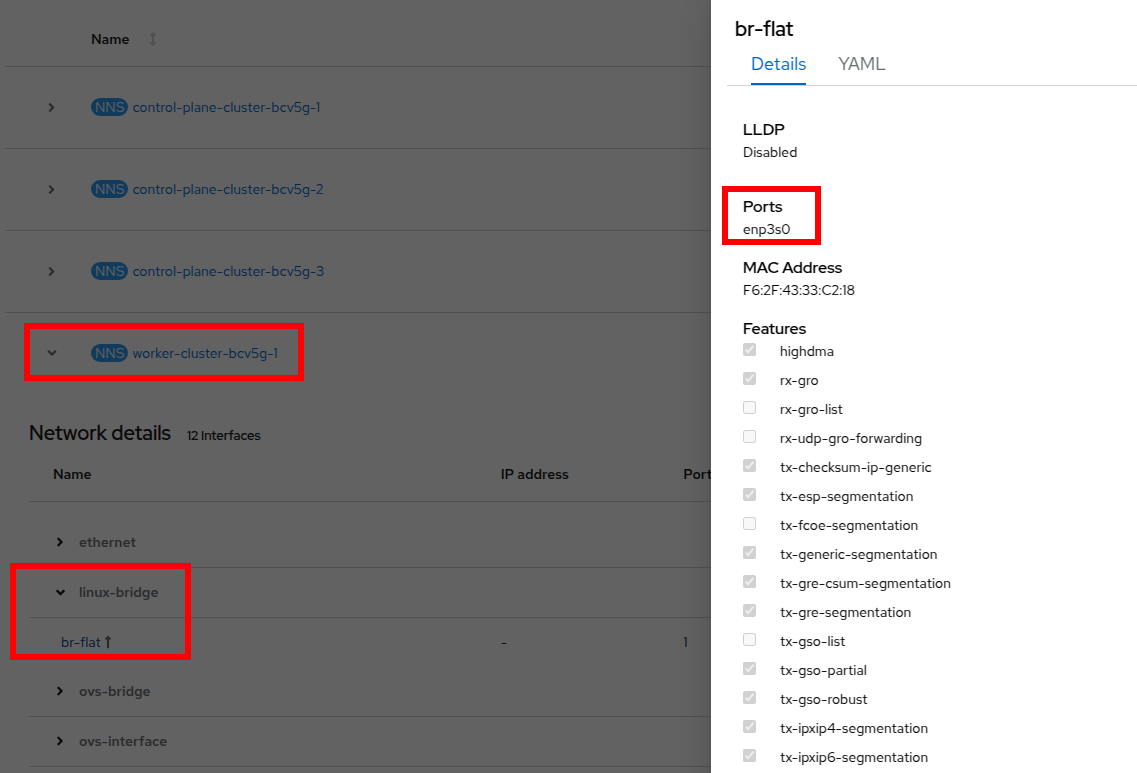 Name
NNS control-plane-cluster-bcv5g-1
NNS control-plane-cluster-bcv5g-2
NNS control-plane-cluster-bcv5g-3
NNS worker-cluster-bcv5g-1
Network details 12 Interfaces
Name IP address Port
ethernet
linux-bridge
br-flat - 1
ovs-bridge
ovs-interface
br-flat
Details YAML
LLDP
Disabled
Ports
enp3s0
MAC Address
F6:2F:43:33:C2:18
Features
highdma
rx-gro
rx-gro-list
rx-udp-gro-forwarding
tx-checksum-ip-generic
tx-esp-segmentation
tx-fcoe-segmentation
tx-generic-segmentation
tx-gre-csum-segmentation
tx-gre-segmentation
tx-gso-list
tx-gso-partial
tx-gso-robust
tx-ipxip4-segmentation
tx-ipxip6-segmentation